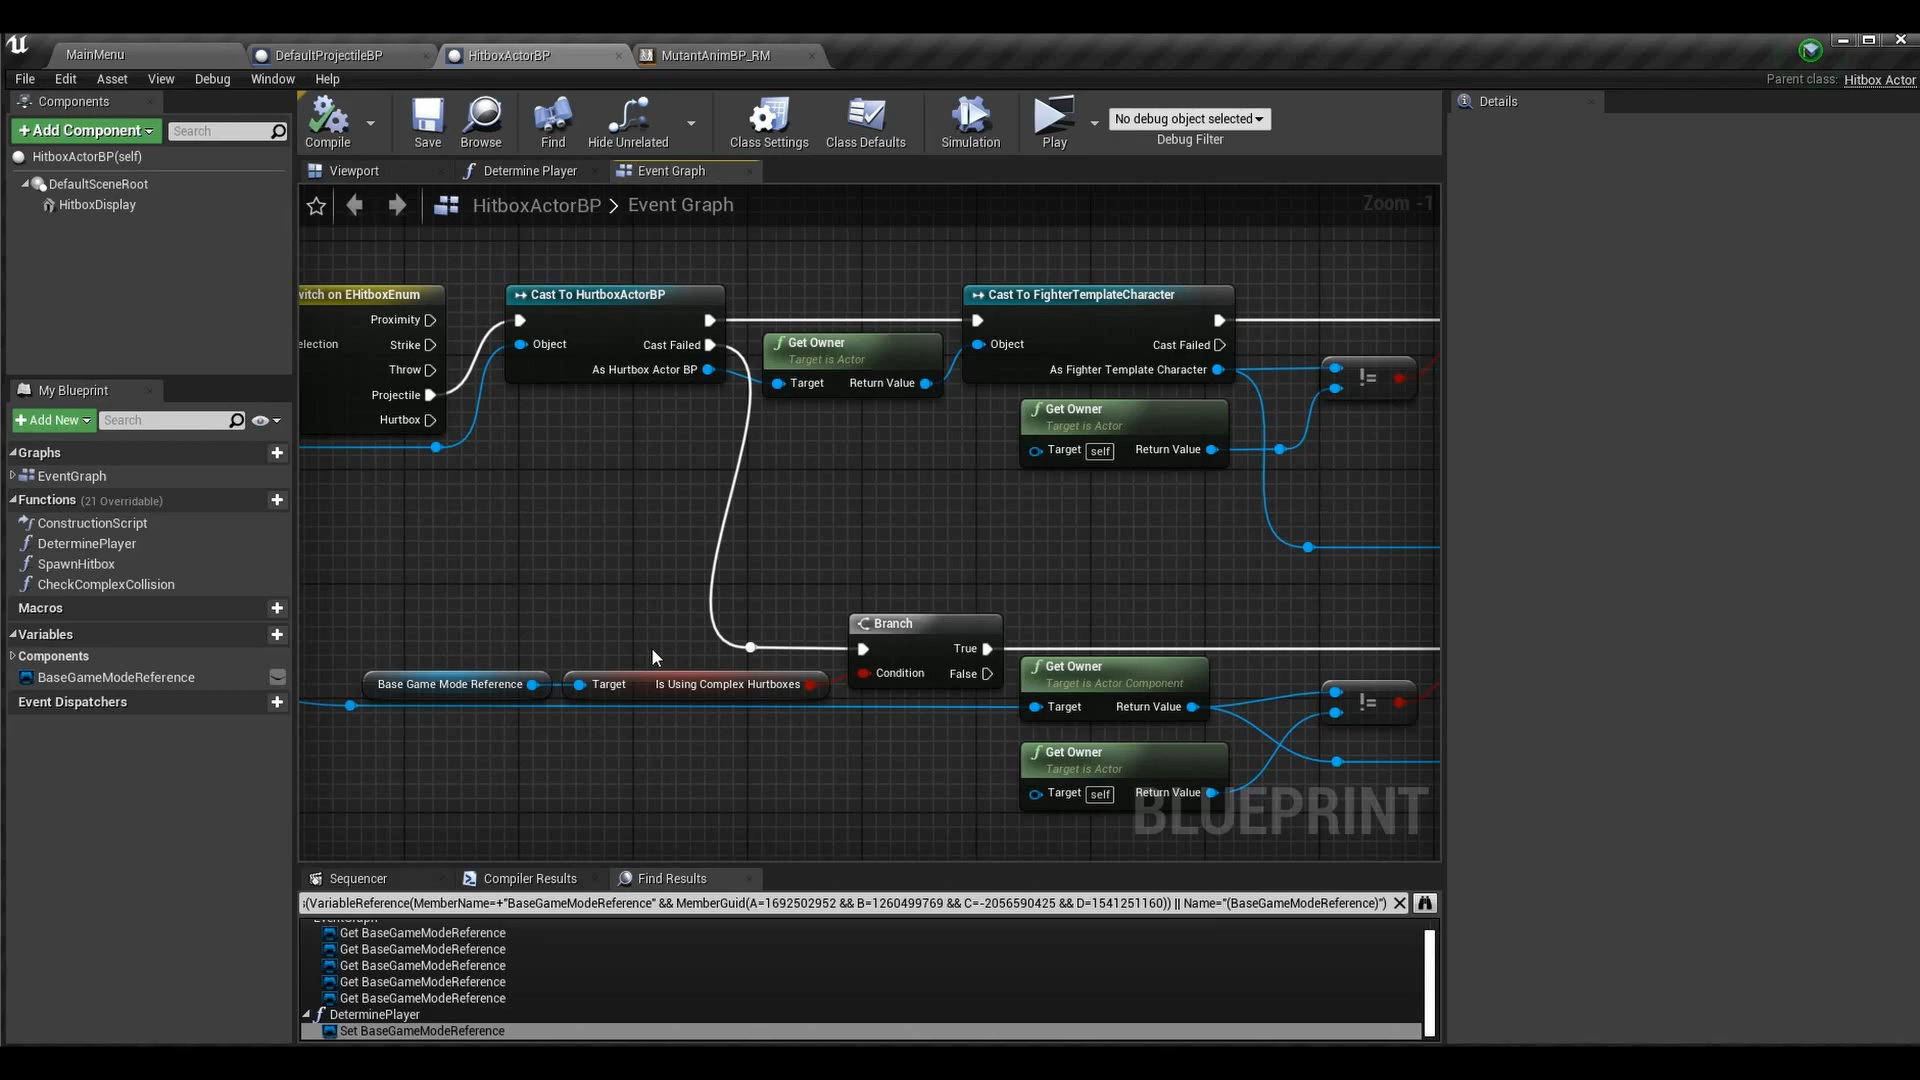 MainMenu
DefaultProjectileBP
HitboxActorBP
MutantAnimBP_RM
File Edit Asset View Debug Window Help
Parent class: Hitbox Actor
Components
+Add Component
Search
HitboxActorBP(self)
DefaultSceneRoot
HitboxDisplay
Compile
Save
Browse
Find
Hide Unrelated
Class Settings
Class Defaults
Simulation
Play
No debug object selected
Debug Filter
Details
Viewport
Determine Player
Event Graph
HitboxActorBP > Event Graph
Zoom -1
My Blueprint
+Add New
Search
Graphs
EventGraph
Functions (21 Overridable)
ConstructionScript
DeterminePlayer
SpawnHitbox
CheckComplexCollision
Macros
Variables
Components
BaseGameModeReference
Event Dispatchers
witch on EHitboxEnum
Proximity
election
Strike
Throw
Projectile
Hurtbox
Cast To HurtboxActorBP
Object
Cast Failed
As Hurtbox Actor BP
Get Owner
Target is Actor
Target Return Value
Cast To FighterTemplateCharacter
Object
Cast Failed
As Fighter Template Character
!=
Get Owner
Target is Actor
Target self Return Value
Branch
True
Condition
False
Base Game Mode Reference
Target Is Using Complex Hurtboxes
Get Owner
Target is Actor Component
Target Return Value
!=
Get Owner
Target is Actor
Target self Return Value
BLUEPRINT
Sequencer
Compiler Results
Find Results
(VariableReference(MemberName=+"BaseGameModeReference" && MemberGuid(A=1692502952 && B=1260499769 && C=-2056590425 && D=1541251160)) || Name="(BaseGameModeReference)")
EventGraph
Get BaseGameModeReference
Get BaseGameModeReference
Get BaseGameModeReference
Get BaseGameModeReference
Get BaseGameModeReference
DeterminePlayer
Set BaseGameModeReference